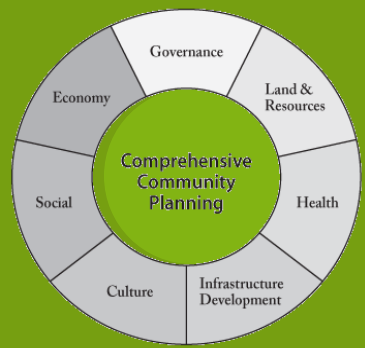 Governance
Land &
Resources
Health
Infrastructure
Development
Culture
Social
Economy
Comprehensive
Community
Planning